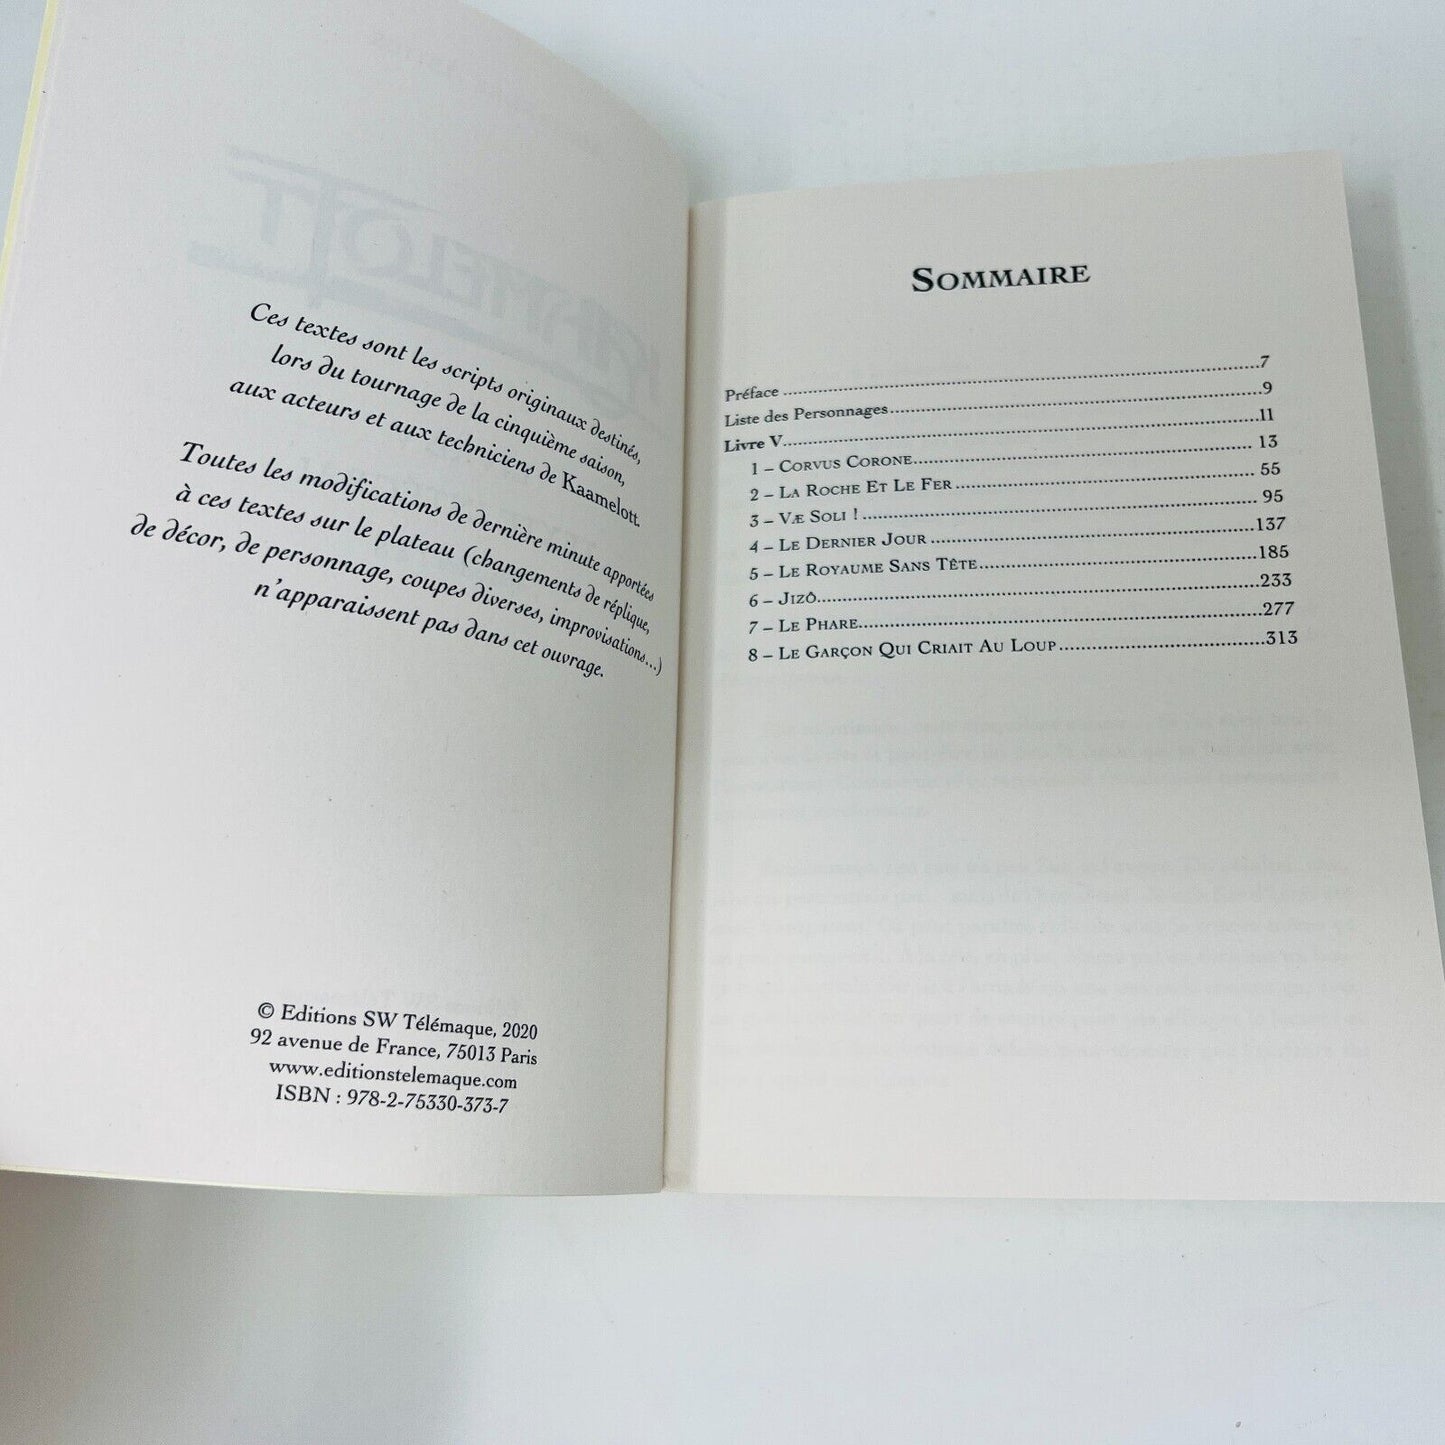 Ces textes sont les scripts originaux destinés,
lors du tournage de la cinquième saison,
aux acteurs et aux techniciens de Kaamelott.
Toutes les modifications de dernière minute apportées
à ces textes sur le plateau (changements de réplique,
de décor, de personnage, coupes diverses, improvisations...)
n'apparaissent pas dans cet ouvrage.
© Editions SW Télémaque, 2020
92 avenue de France, 75013 Paris
www.editionstelemaque.com
ISBN : 978-2-75330-373-7
SOMMAIRE
Préface ........................................ 7
Liste des Personnages........................................ 9
Livre V........................................ 11
1 – CORVUS CORONE........................................ 13
2 – LA ROCHE ET LE FER ........................................ 55
3 – VÆ SOLI ! ........................................ 95
4 – LE DERNIER JOUR ........................................ 137
5 – LE ROYAUME SANS TÊTE........................................ 185
6 – JIZÔ........................................ 233
7 – LE PHARE........................................ 277
8 – LE GARÇON QUI CRIAIT AU LOUP........................................ 313